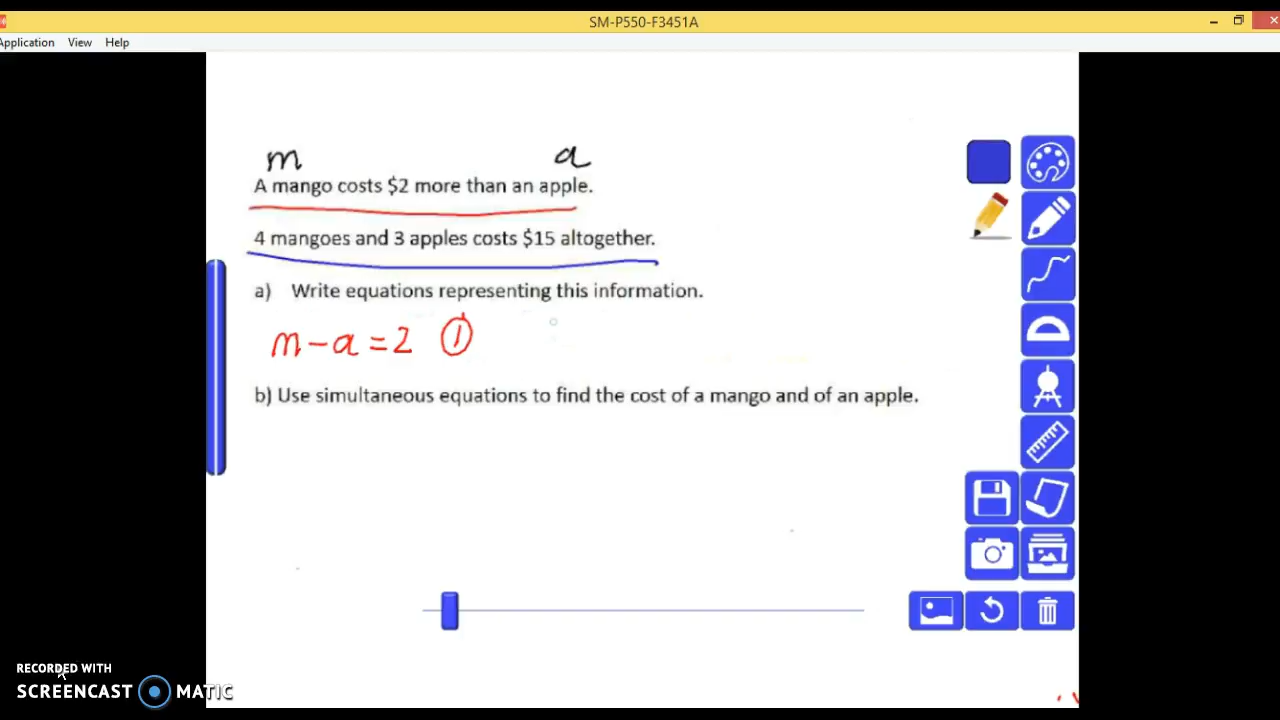 SM-P550-F3451A
Application View Help
m a
A mango costs $2 more than an apple.
4 mangoes and 3 apples costs $15 altogether.
a) Write equations representing this information.
m - a = 2 ①
b) Use simultaneous equations to find the cost of a mango and of an apple.
RECORDED WITH
SCREENCAST MATIC